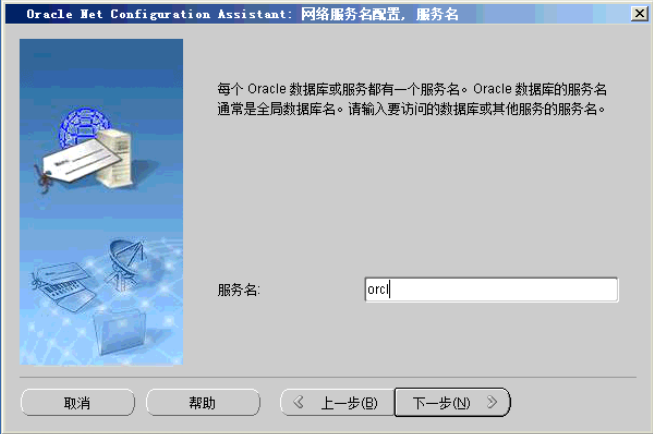 Oracle Net Configuration Assistant: 网络服务名配置, 服务名
每个 Oracle 数据库或服务都有一个服务名。Oracle 数据库的服务名
通常是全局数据库名。请输入要访问的数据库或其他服务的服务名。
服务名: orcl
取消 帮助 上一步(B) 下一步(N)